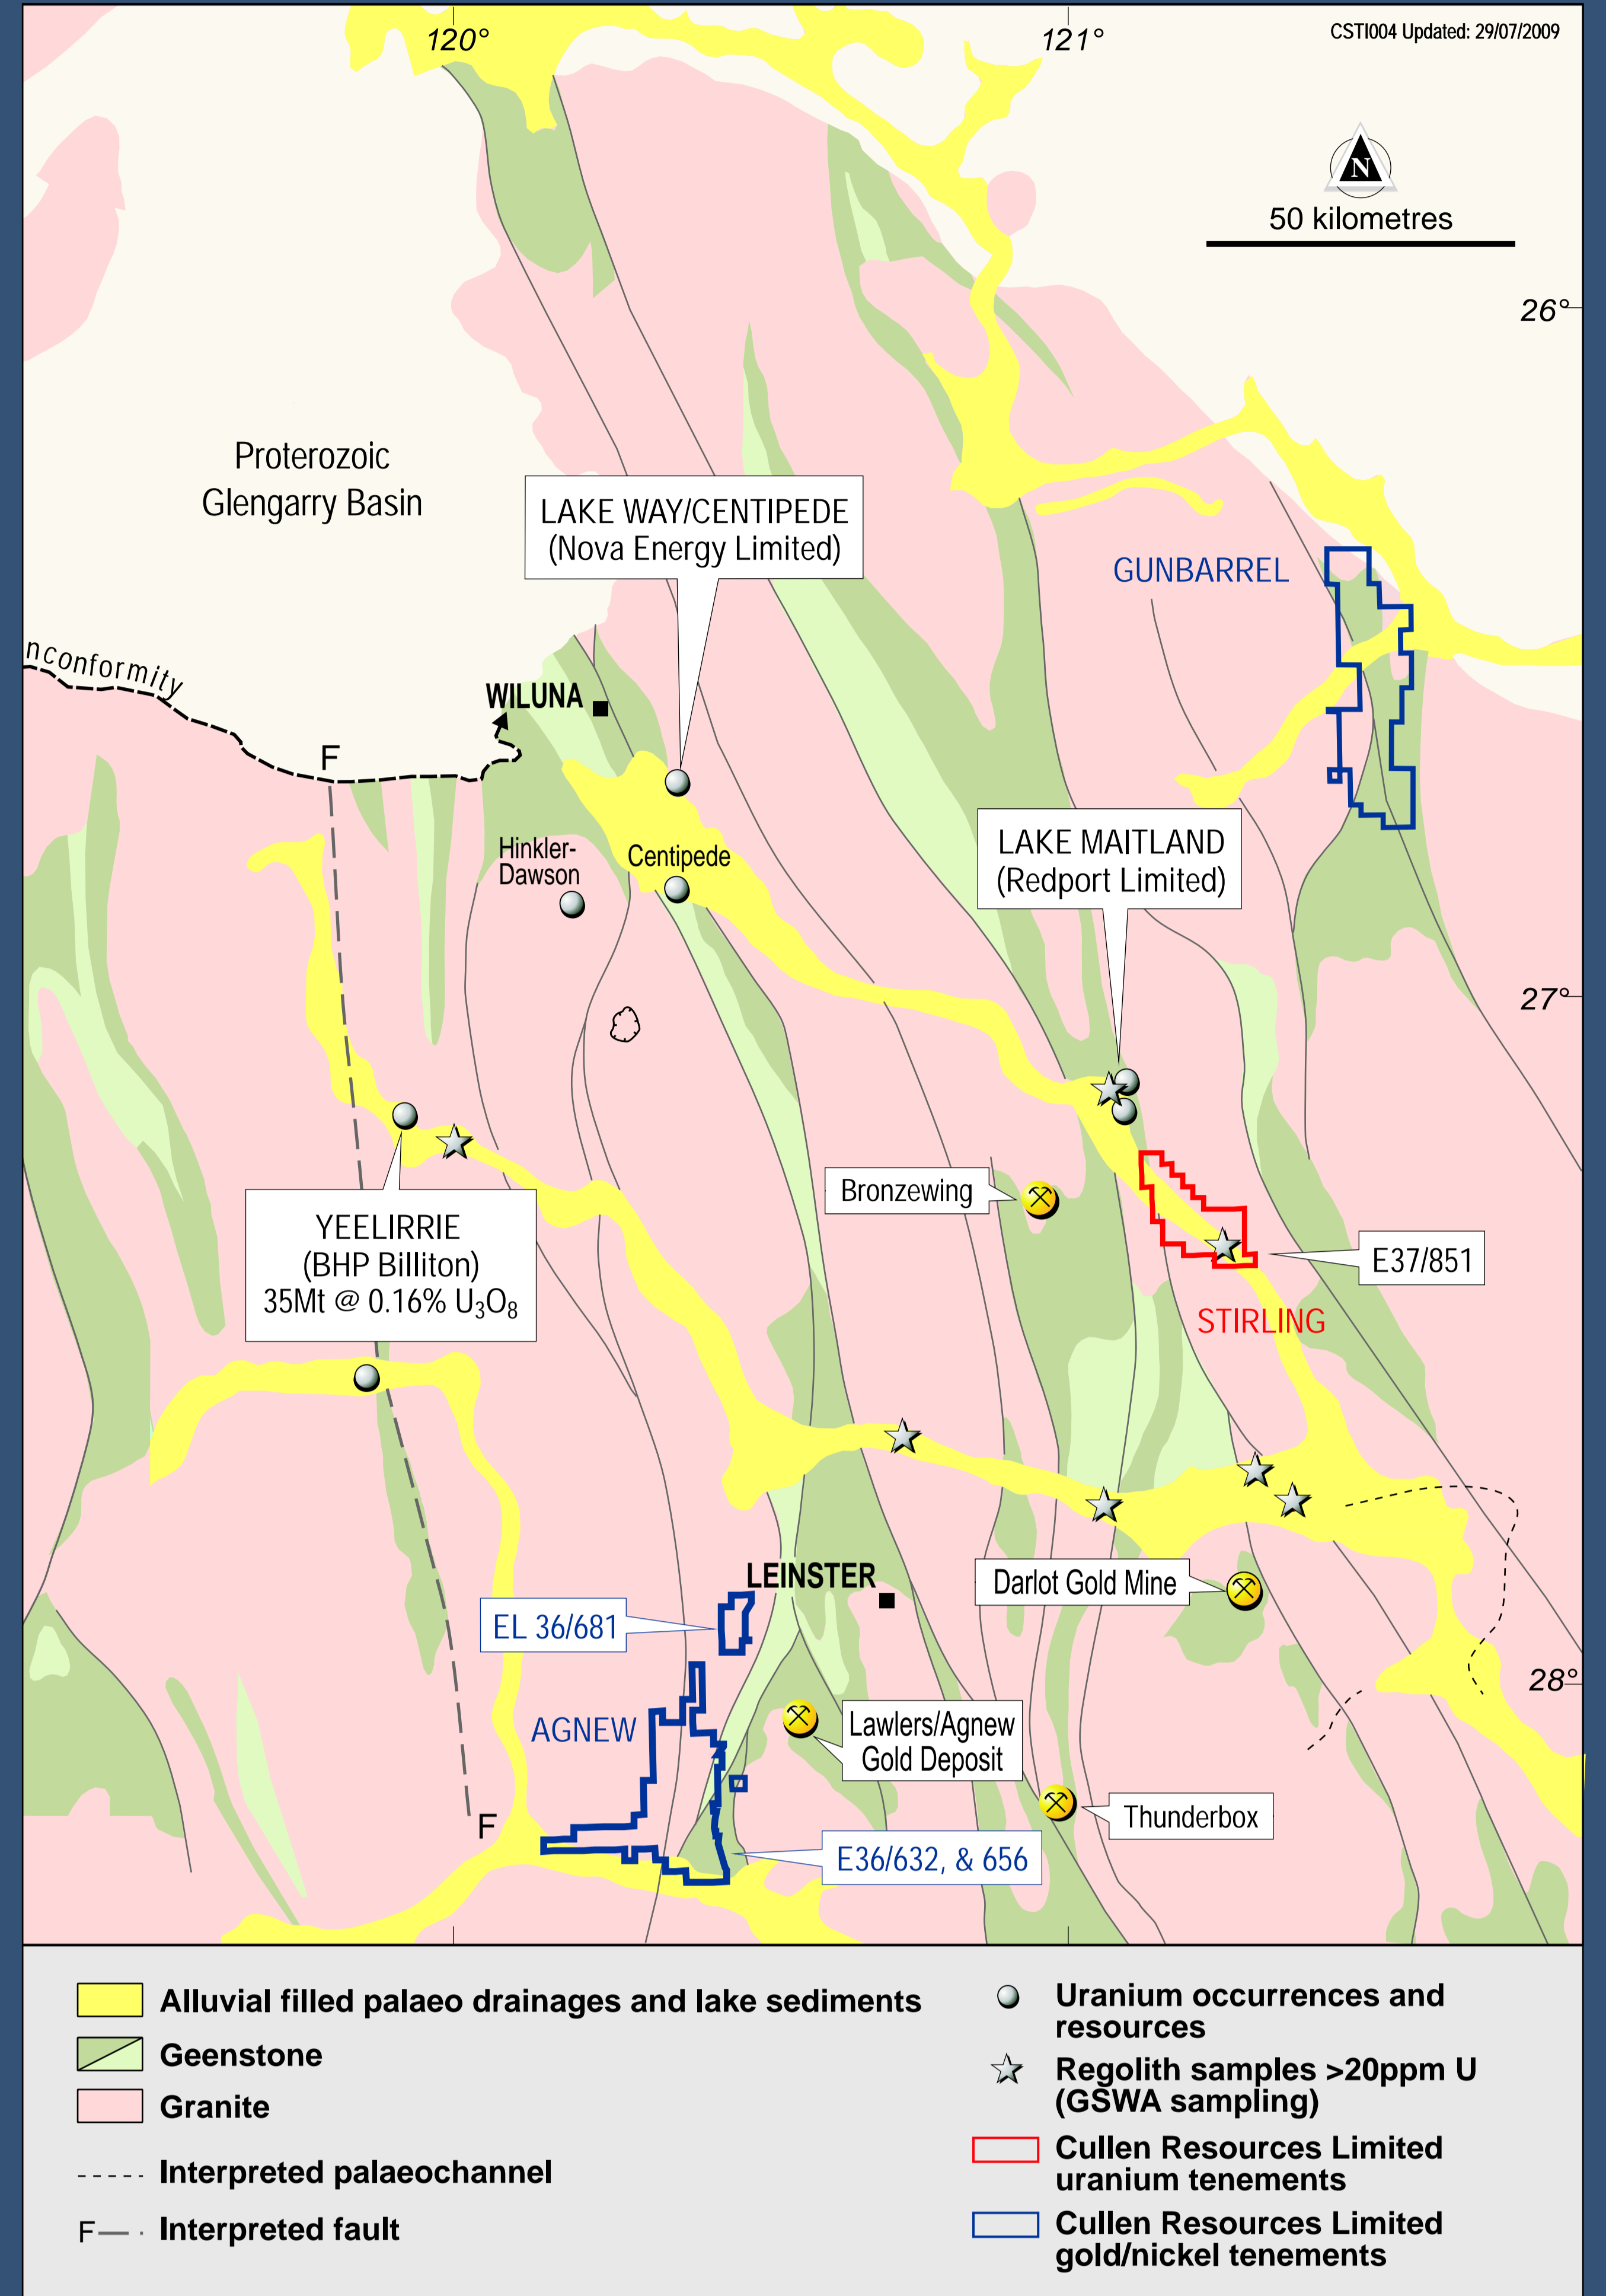 120°
121°
CSTI004 Updated: 29/07/2009
N
50 kilometres
26°
Proterozoic
Glengarry Basin
LAKE WAY/CENTIPEDE
(Nova Energy Limited)
GUNBARREL
nconformity
WILUNA
F
LAKE MAITLAND
(Redport Limited)
Hinkler-
Dawson
Centipede
27°
Bronzewing
YEELIRRIE
(BHP Billiton)
35Mt @ 0.16% U₃O₈
E37/851
STIRLING
LEINSTER
Darlot Gold Mine
EL 36/681
28°
AGNEW
Lawlers/Agnew
Gold Deposit
F
Thunderbox
E36/632, & 656
Alluvial filled palaeo drainages and lake sediments
Geenstone
Granite
Interpreted palaeochannel
F
Interpreted fault
Uranium occurrences and
resources
Regolith samples >20ppm U
(GSWA sampling)
Cullen Resources Limited
uranium tenements
Cullen Resources Limited
gold/nickel tenements